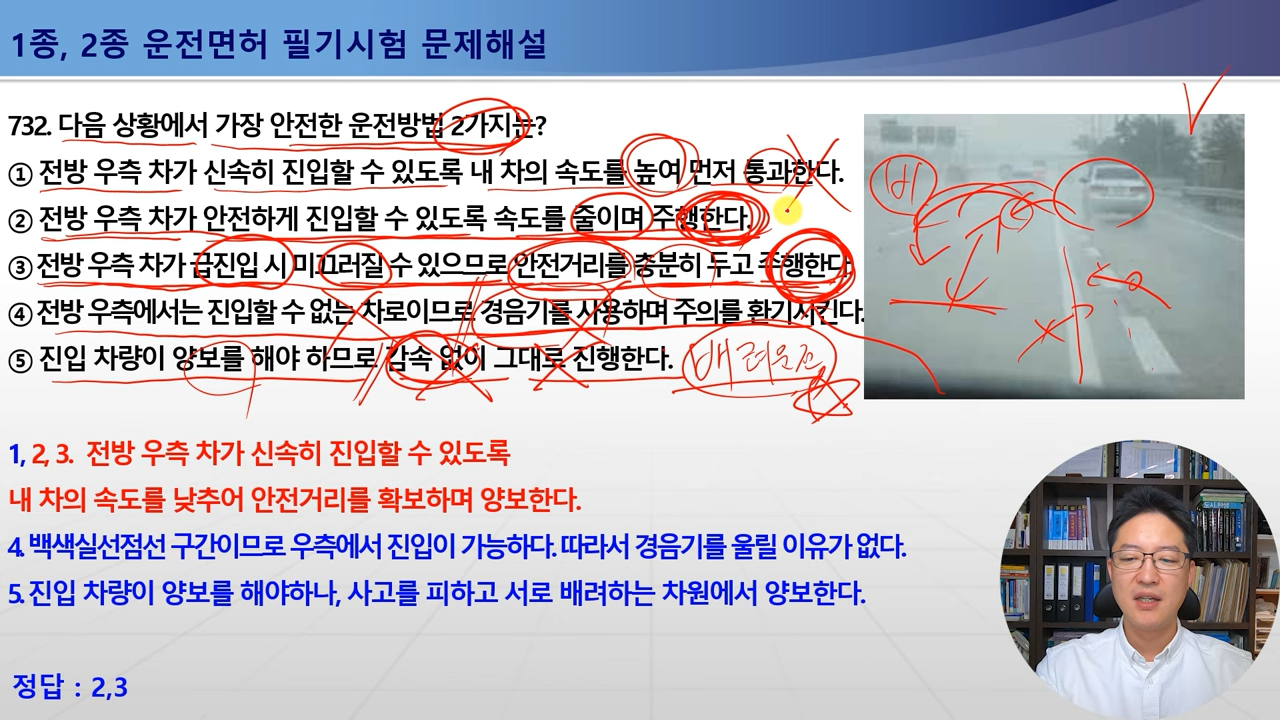 1종, 2종 운전면허 필기시험 문제해설
732. 다음 상황에서 가장 안전한 운전방법 2가지는?
① 전방 우측 차가 신속히 진입할 수 있도록 내 차의 속도를 높여 먼저 통과한다.
② 전방 우측 차가 안전하게 진입할 수 있도록 속도를 줄이며 주행한다.
③ 전방 우측 차가 급진입 시 미끄러질 수 있으므로 안전거리를 충분히 두고 주행한다.
④ 전방 우측에서는 진입할 수 없는 차로이므로 경음기를 사용하며 주의를 환기시킨다.
⑤ 진입 차량이 양보를 해야 하므로 감속 없이 그대로 진행한다.
배려운전
비
1, 2, 3. 전방 우측 차가 신속히 진입할 수 있도록
내 차의 속도를 낮추어 안전거리를 확보하며 양보한다.
4. 백색실선점선 구간이므로 우측에서 진입이 가능하다. 따라서 경음기를 울릴 이유가 없다.
5. 진입 차량이 양보를 해야하나, 사고를 피하고 서로 배려하는 차원에서 양보한다.
정답 : 2,3